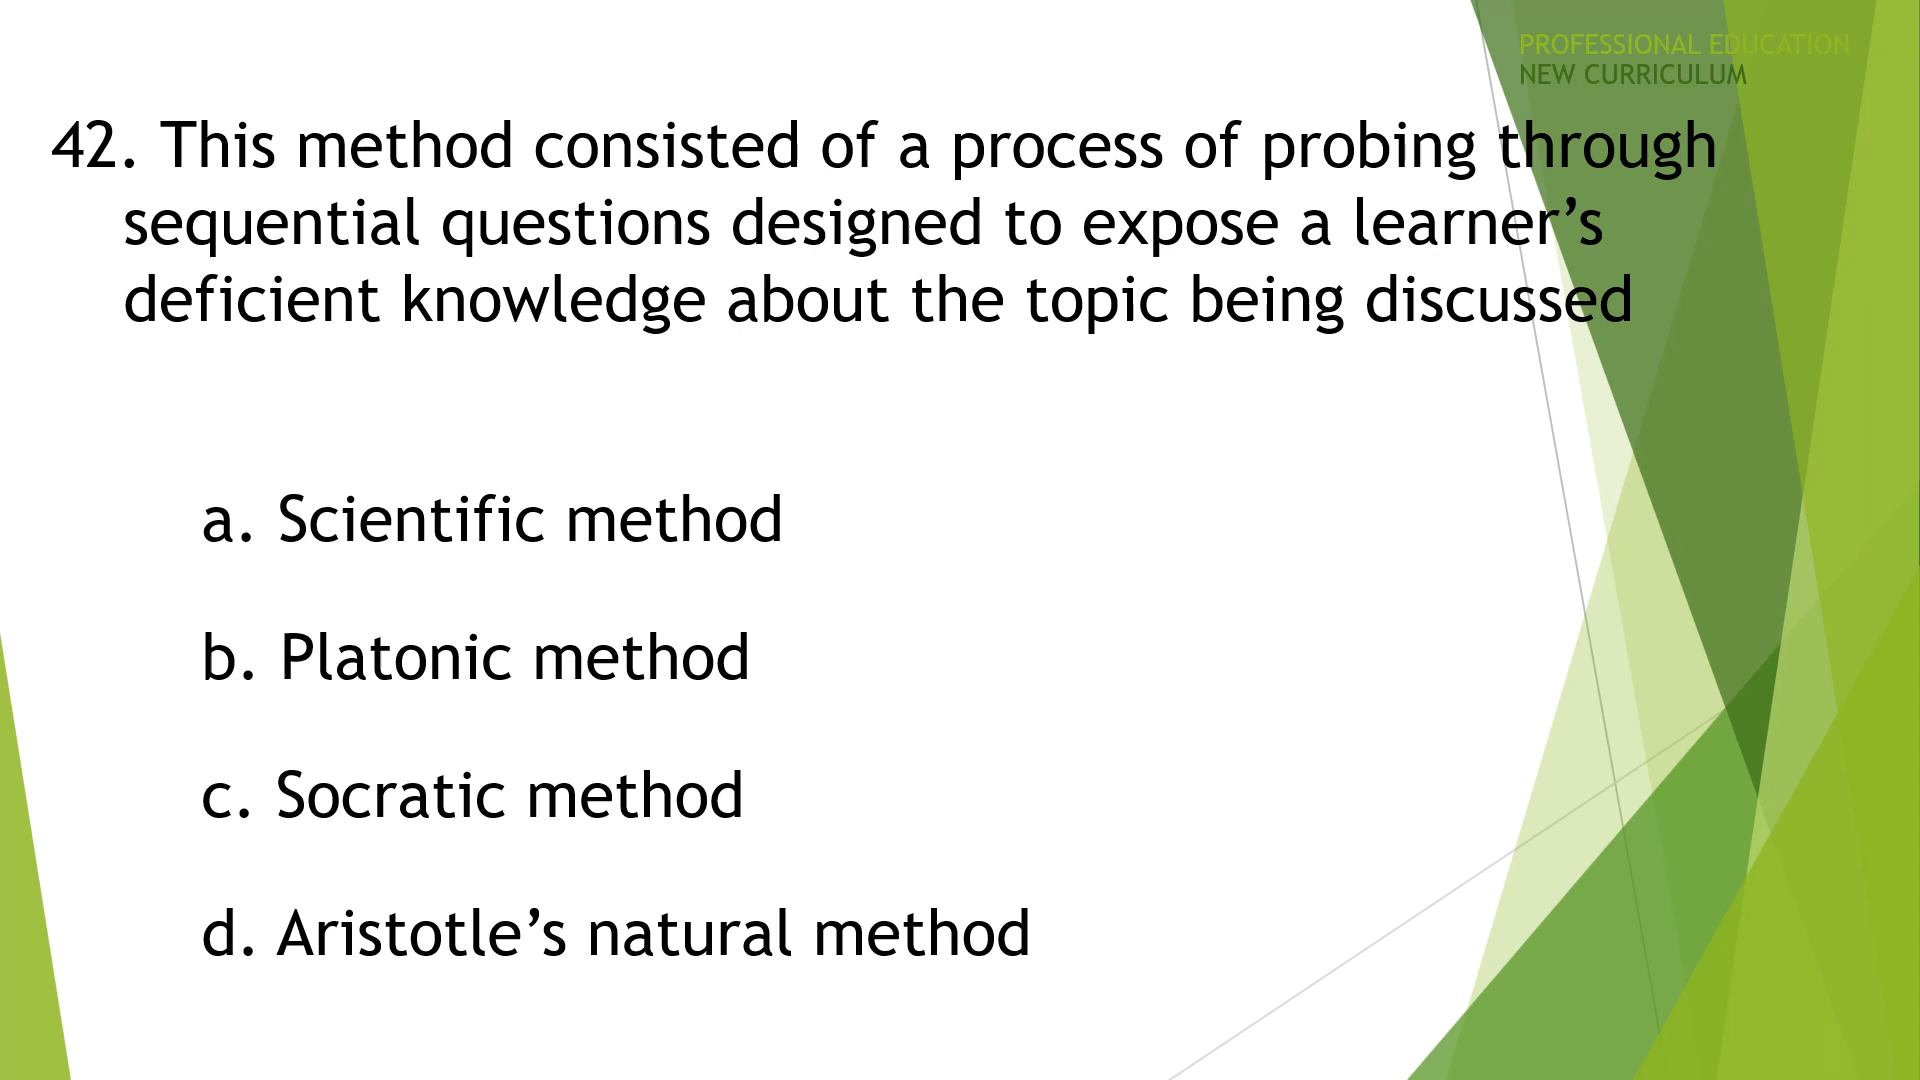 PROFESSIONAL EDUCATION
NEW CURRICULUM
42. This method consisted of a process of probing through
sequential questions designed to expose a learner’s
deficient knowledge about the topic being discussed
a. Scientific method
b. Platonic method
c. Socratic method
d. Aristotle’s natural method